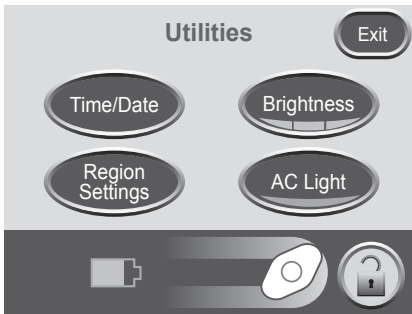 Utilities
Exit
Time/Date
Brightness
Region
Settings
AC Light